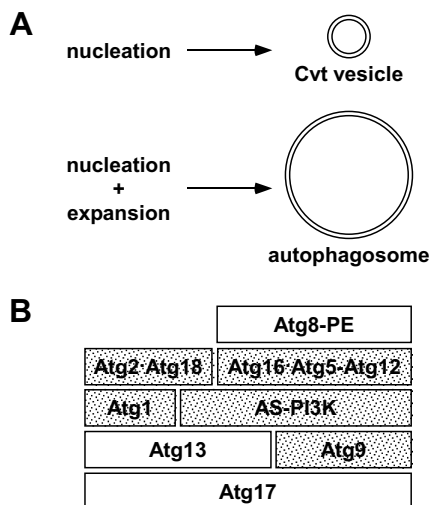 A
nucleation
Cvt vesicle
nucleation
+
expansion
autophagosome
B
Atg8-PE
Atg2·Atg18 Atg16·Atg5-Atg12
Atg1 AS-PI3K
Atg13 Atg9
Atg17